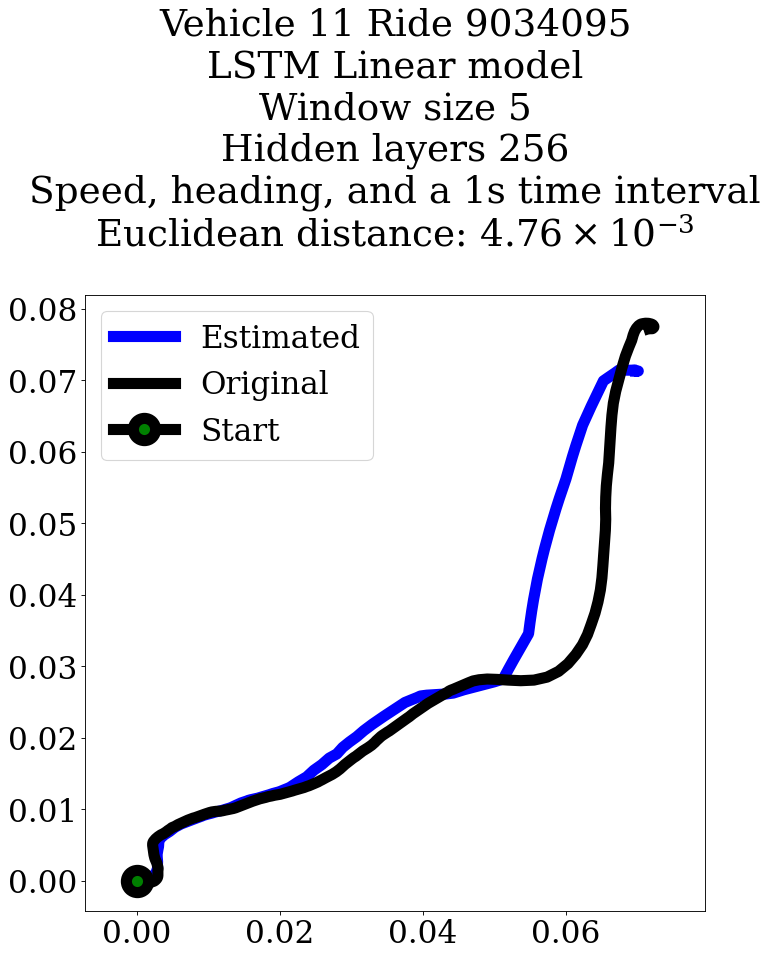 Vehicle 11 Ride 9034095
LSTM Linear model
Window size 5
Hidden layers 256
Speed, heading, and a 1s time interval
Euclidean distance: 4.76 × 10⁻³
Estimated
Original
Start
0.08
0.07
0.06
0.05
0.04
0.03
0.02
0.01
0.00
0.00 0.02 0.04 0.06